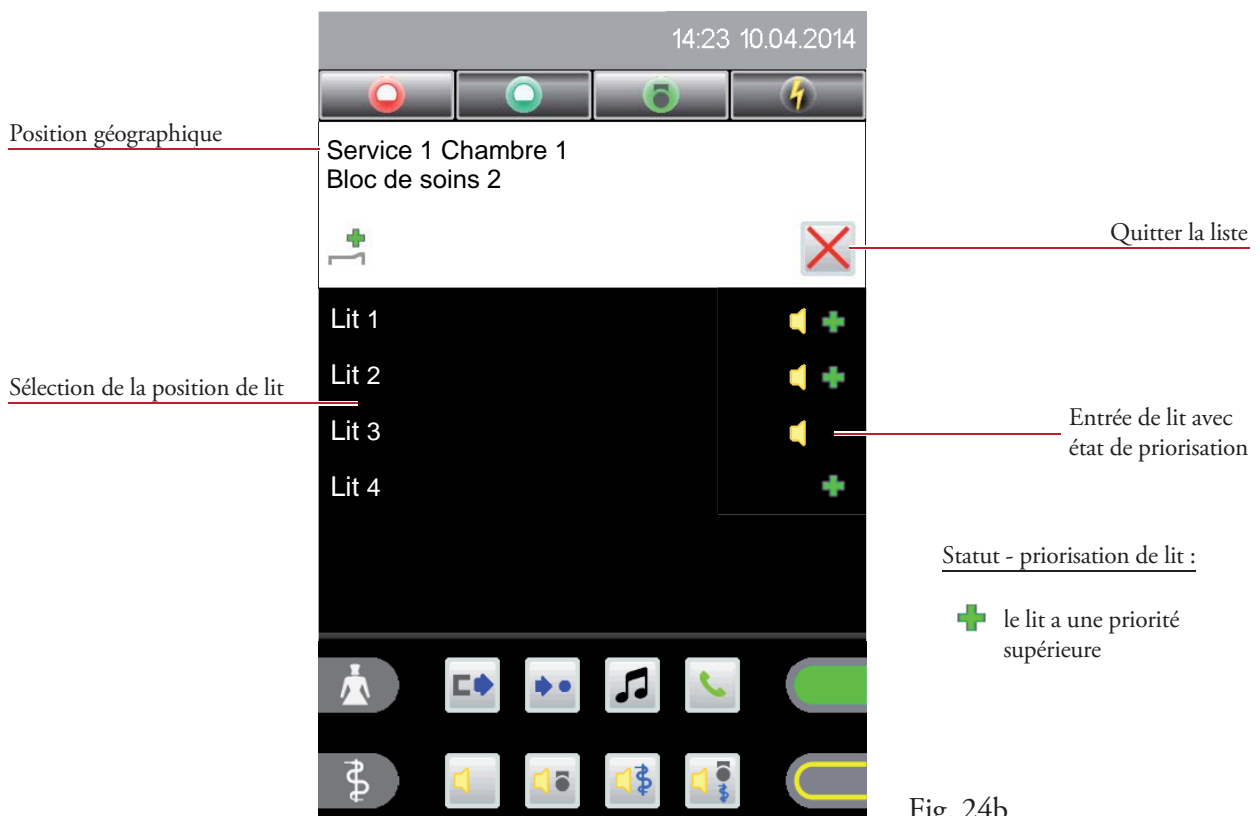 14:23 10.04.2014
Position géographique
Service 1 Chambre 1
Bloc de soins 2
Quitter la liste
Lit 1
Lit 2
Sélection de la position de lit
Lit 3
Entrée de lit avec
état de priorisation
Lit 4
Statut - priorisation de lit :
le lit a une priorité
supérieure
Fig. 24b